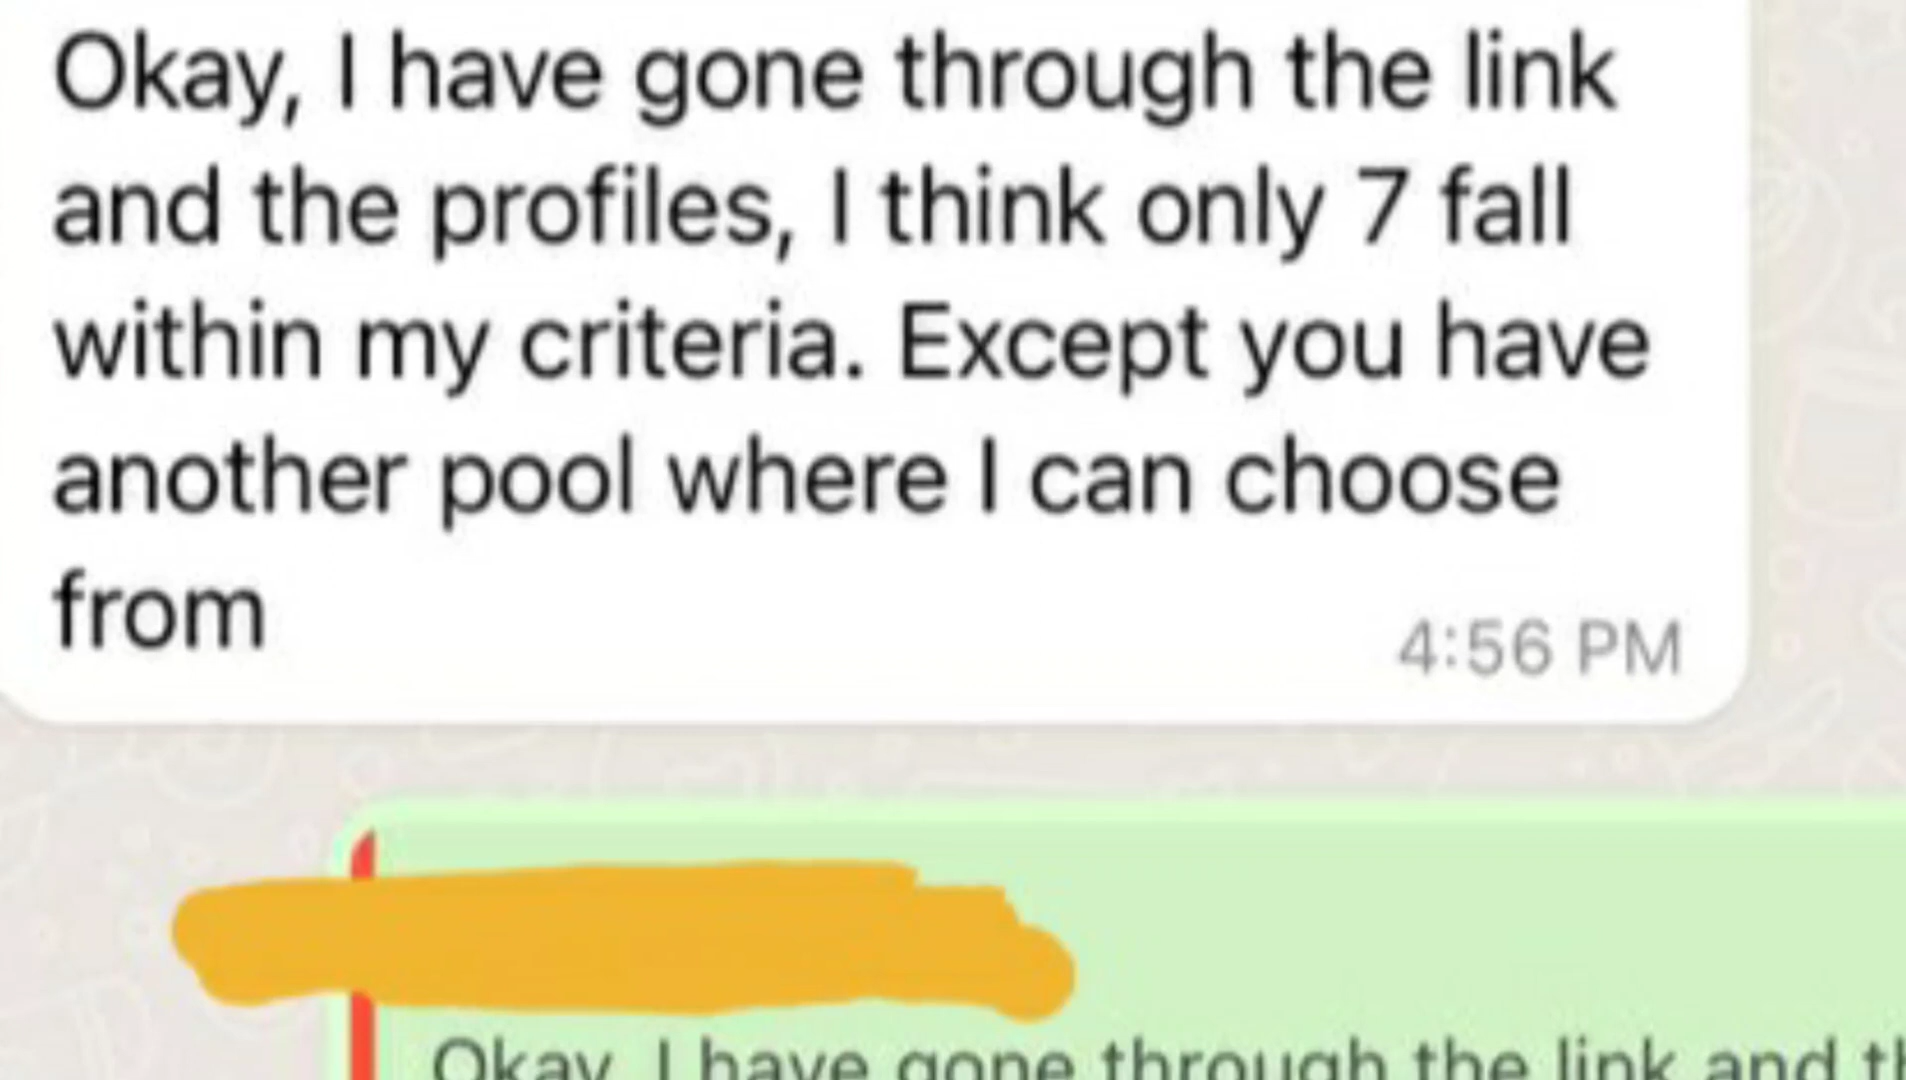 Okay, I have gone through the link
and the profiles, I think only 7 fall
within my criteria. Except you have
another pool where I can choose
from
4:56 PM
Okay, I have gone through the link and th